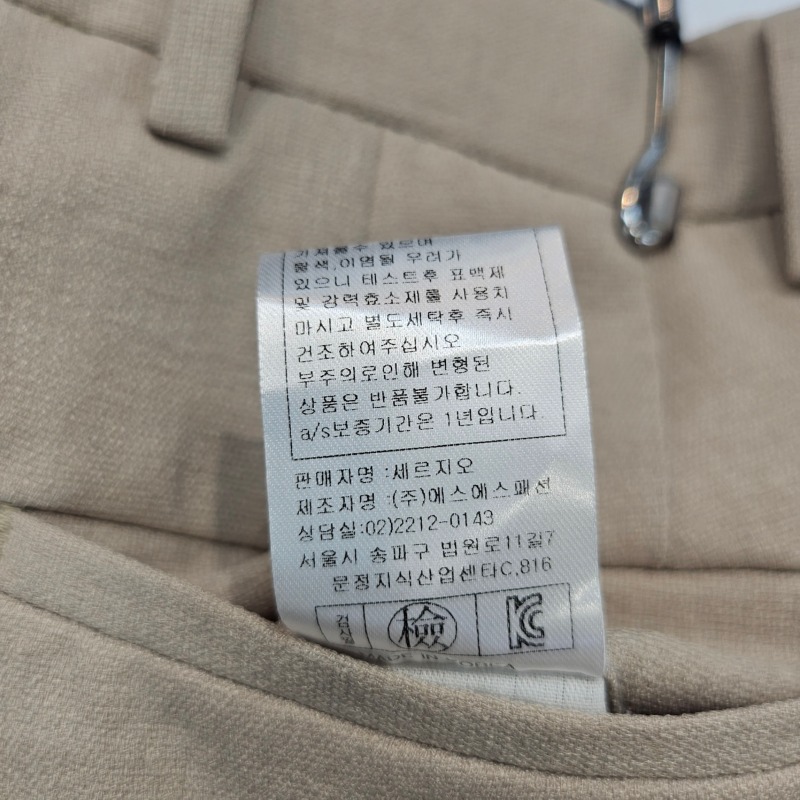 탈색,이염될 우려가
있으니 테스트후 표백제
및 강력효소제를 사용치
마시고 별도세탁후 즉시
건조하여주십시오
부주의로인해 변형된
상품은 반품불가합니다.
a/s보증기간은 1년입니다.
판매자명 :세르지오
제조자명 :(주)에스에스패션
상담실:02)2212-0143
서울시 송파구 법원로11길7
문정지식산업센타C,816
檢 KC
MADE IN